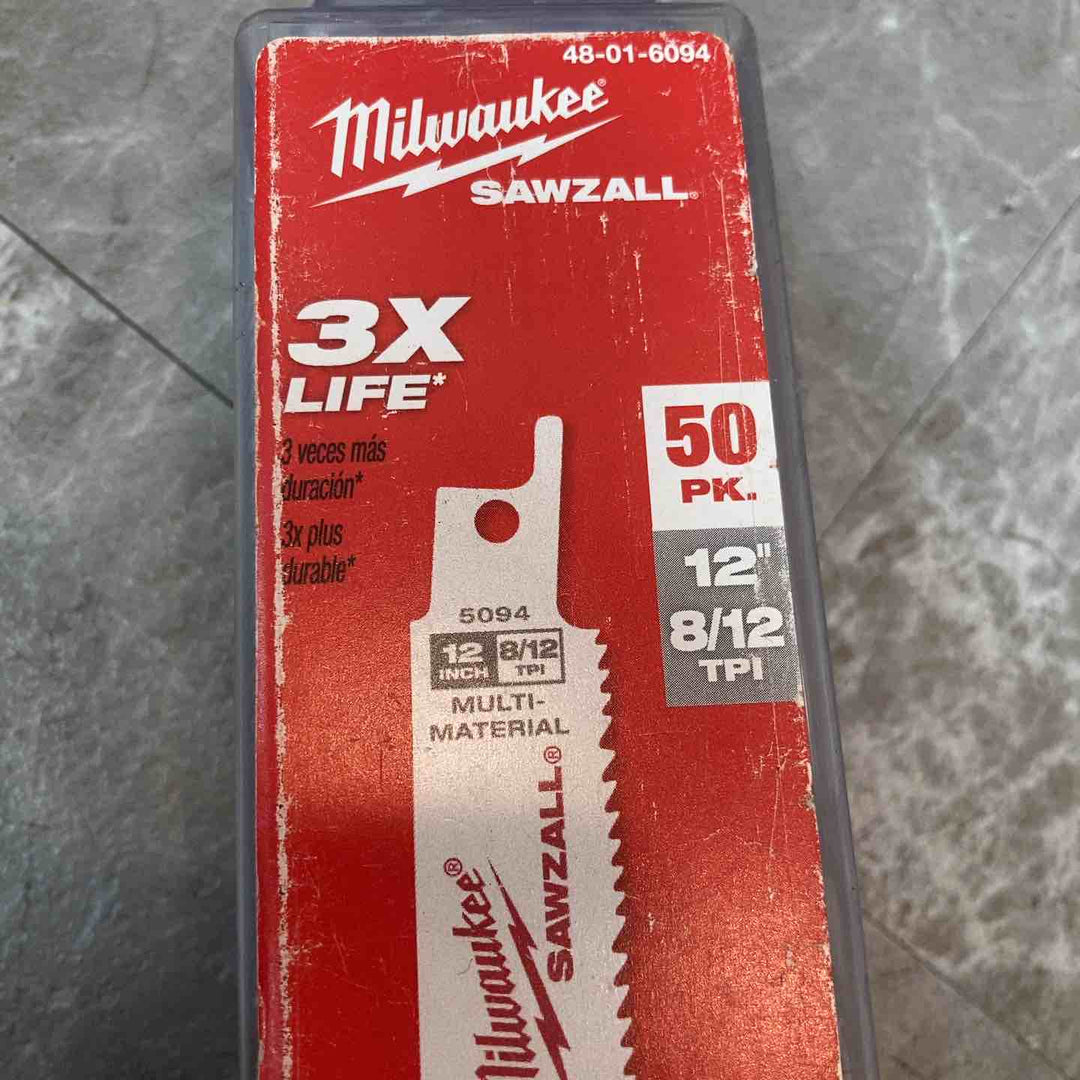 48-01-6094
Milwaukee®
SAWZALL®
3X
LIFE*
3 veces más
duración*
3x plus
durable*
50
PK.
12"
8/12
TPI
5094
12
INCH
8/12
TPI
MULTI-
MATERIAL
Milwaukee®
SAWZALL®